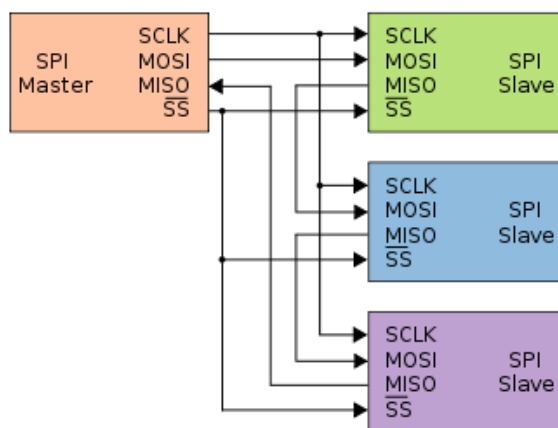 SCLK
SPI MOSI
Master MISO
SS
SCLK
MOSI SPI
MISO Slave
SS
SCLK
MOSI SPI
MISO Slave
SS
SCLK
MOSI SPI
MISO Slave
SS